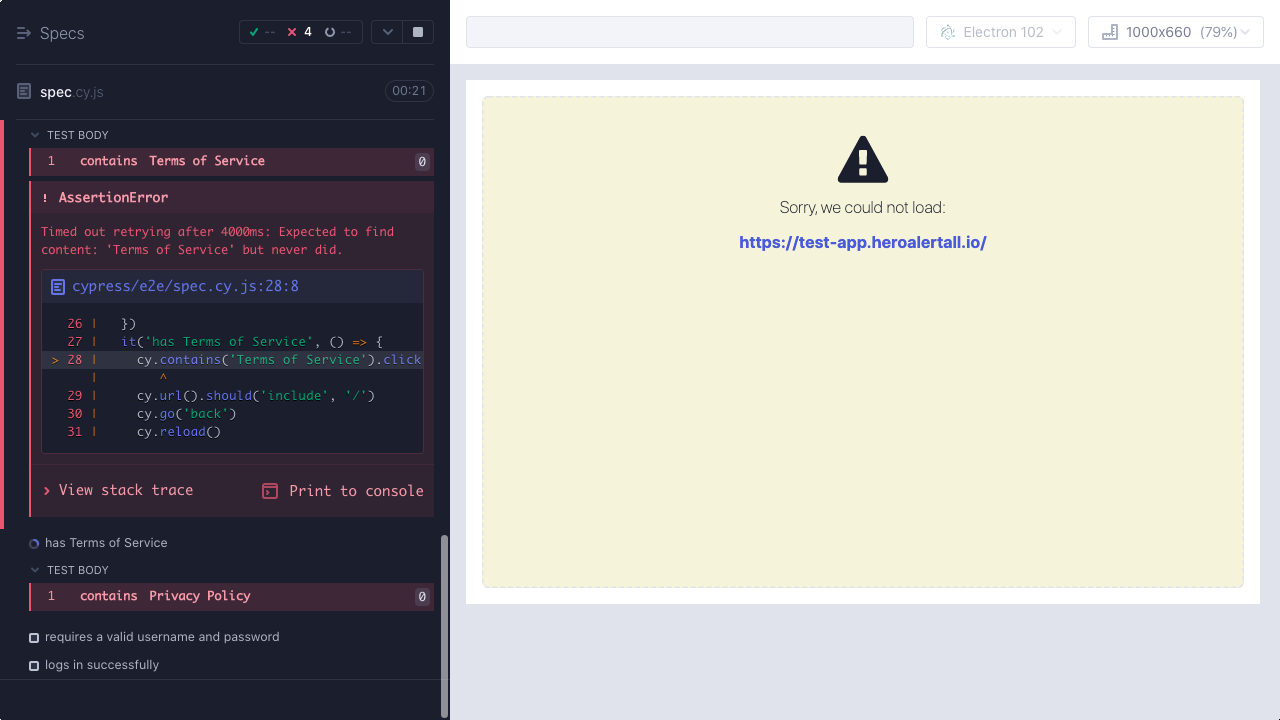 Specs
--
4
--
spec.cy.js
00:21
TEST BODY
1 contains Terms of Service 0
! AssertionError
Timed out retrying after 4000ms: Expected to find
content: 'Terms of Service' but never did.
cypress/e2e/spec.cy.js:28:8
26 |   })
27 |   it('has Terms of Service', () => {
> 28 |     cy.contains('Terms of Service').click
|        ^
29 |     cy.url().should('include', '/')
30 |     cy.go('back')
31 |     cy.reload()
View stack trace
Print to console
has Terms of Service
TEST BODY
1 contains Privacy Policy 0
requires a valid username and password
logs in successfully
Electron 102
1000x660 (79%)
Sorry, we could not load:
https://test-app.heroalertall.io/